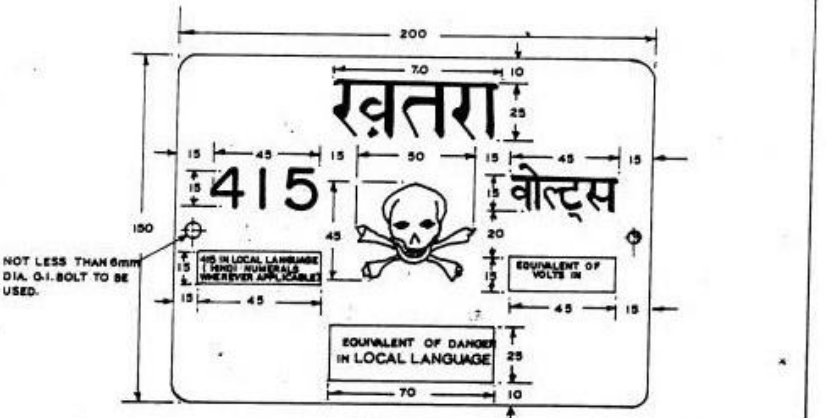 200
70
10
ख़तरा
25
15
45
15
50
15
45
15
15
415
15
वोल्ट्स
150
45
20
NOT LESS THAN 6mm
DIA. G.I. BOLT TO BE
USED.
15
415 IN LOCAL LANGUAGE
( HINDI NUMERALS
WHEREVER APPLICABLE)
15
EQUIVALENT OF
VOLTS IN
15
45
45
15
EQUIVALENT OF DANGER
IN LOCAL LANGUAGE
25
70
10